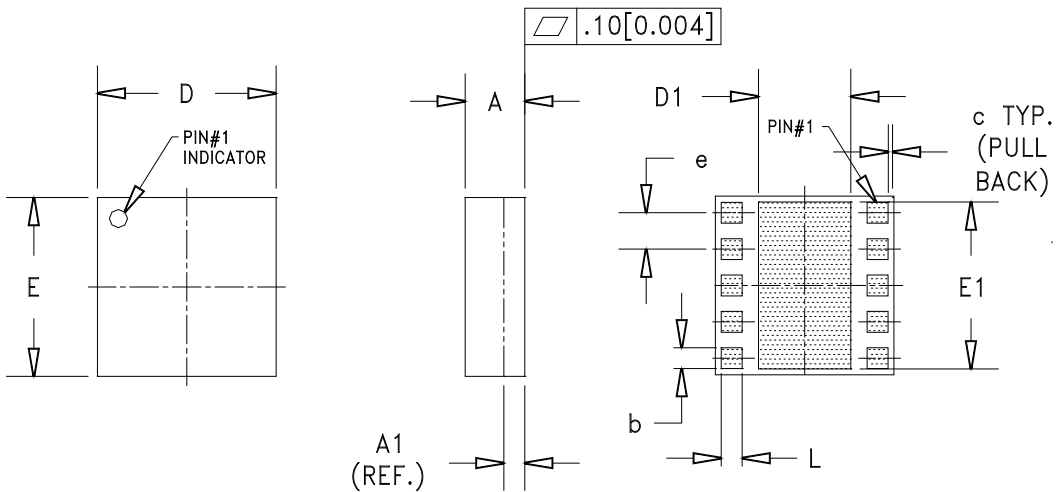 .10[0.004]
D
A
D1
PIN#1
c TYP.
(PULL
BACK)
PIN#1
INDICATOR
e
E
E1
b
A1
(REF.)
L